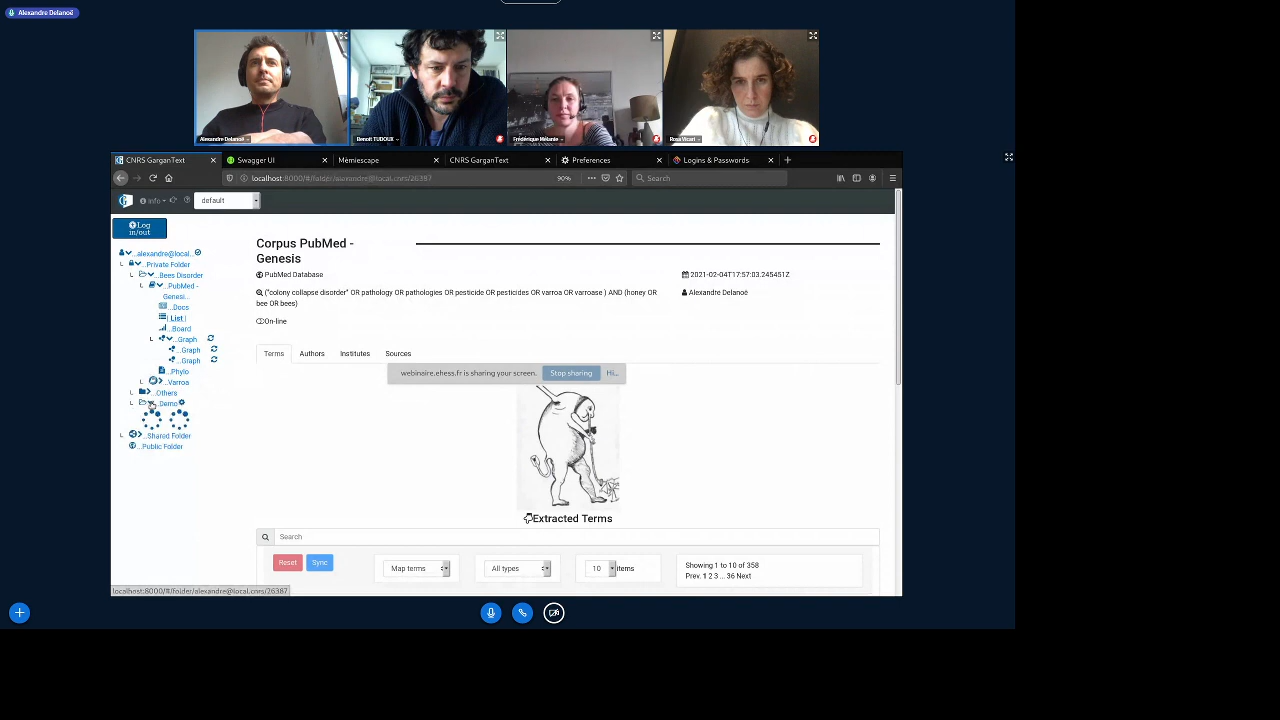 Alexandre Delanoë
Alexandre Delanoë
Benoit TUDOUX
Frédérique Mélanie
Rosa Vicari
CNRS GarganText
Swagger UI
Mèmiescape
CNRS GarganText
Preferences
Logins & Passwords
localhost:8000/#/folder/alexandre@local.cnrs/26387
90%
Search
info
default
Log
in/out
...alexandre@local...
...Private Folder
...Bees Disorder
...PubMed -
Genesi...
...Docs
| List |
...Board
...Graph
...Graph
...Graph
...Phylo
...Varroa
...Others
...Demo
...Shared Folder
...Public Folder
Corpus PubMed -
Genesis
PubMed Database
2021-02-04T17:57:03.245451Z
("colony collapse disorder" OR pathology OR pathologies OR pesticide OR pesticides OR varroa OR varroase ) AND (honey OR
bee OR bees)
Alexandre Delanoë
On-line
Terms
Authors
Institutes
Sources
webinaire.ehess.fr is sharing your screen.
Stop sharing
Hi...
Extracted Terms
Search
Reset
Sync
Map terms
All types
10
items
Showing 1 to 10 of 358
Prev. 1 2 3 ... 36 Next
localhost:8000/#/folder/alexandre@local.cnrs/26387